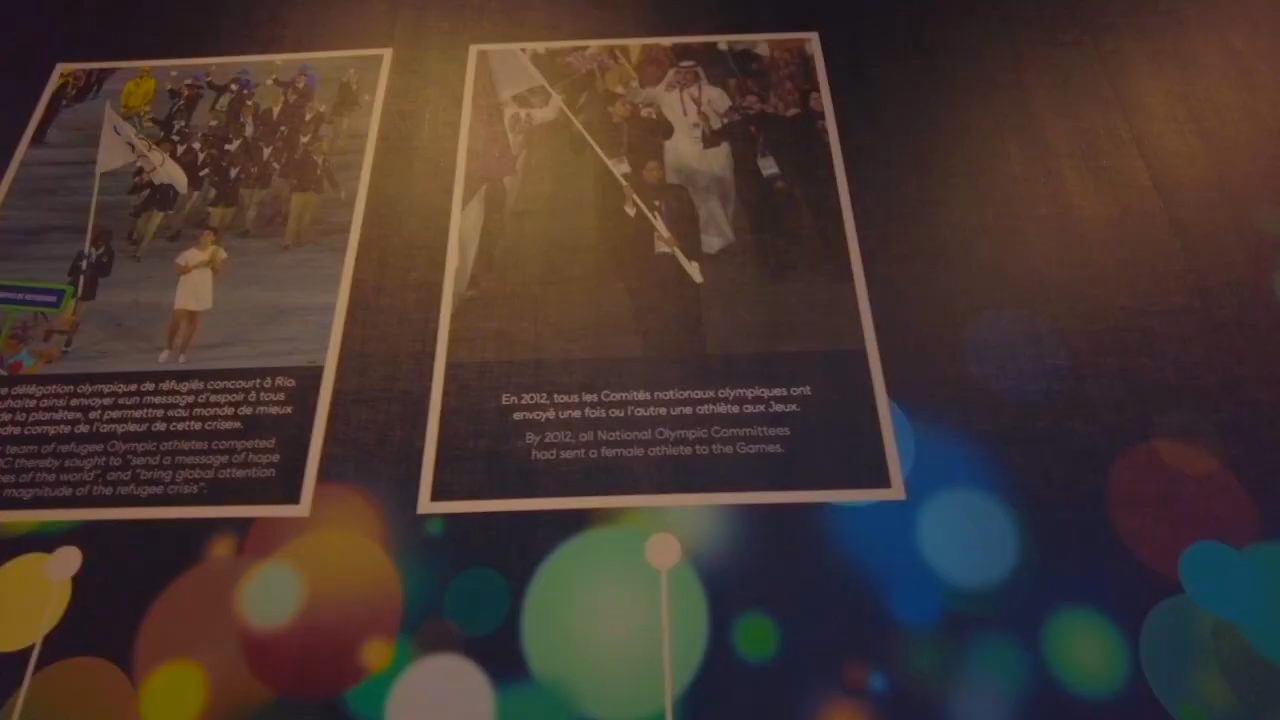 délégation olympique de réfugiés concourt à Rio.
ainsi envoyer «un message d'espoir à tous
de la planète», et permettre «au monde de mieux
compte de l'ampleur de cette crise».
team of refugee Olympic athletes competed
thereby sought to "send a message of hope
of the world", and "bring global attention
magnitude of the refugee crisis".
En 2012, tous les Comités nationaux olympiques ont
envoyé une fois ou l'autre une athlète aux Jeux.
By 2012, all National Olympic Committees
had sent a female athlete to the Games.